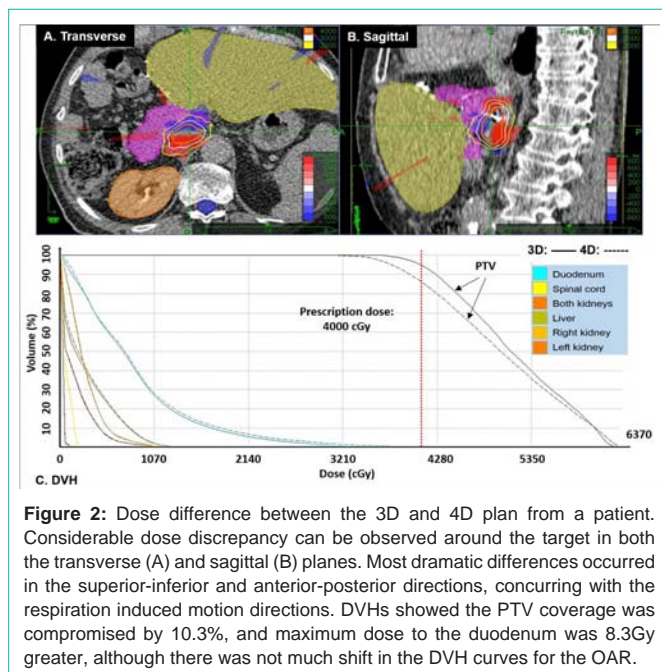 A. Transverse
B. Sagittal
3D: —— 4D: ------
PTV
Duodenum
Spinal cord
Both kidneys
Liver
Right kidney
Left kidney
Prescription dose:
4000 cGy
Volume (%)
100
90
80
70
60
50
40
30
20
10
0
1070
2140
3210
4280
5350
6370
Dose (cGy)
C. DVH
Figure 2: Dose difference between the 3D and 4D plan from a patient.
Considerable dose discrepancy can be observed around the target in both
the transverse (A) and sagittal (B) planes. Most dramatic differences occurred
in the superior-inferior and anterior-posterior directions, concurring with the
respiration induced motion directions. DVHs showed the PTV coverage was
compromised by 10.3%, and maximum dose to the duodenum was 8.3Gy
greater, although there was not much shift in the DVH curves for the OAR.